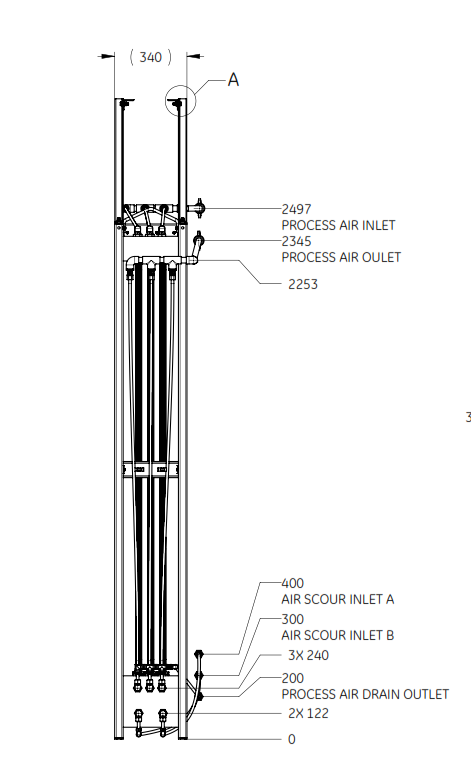 ( 340 )
A
2497
PROCESS AIR INLET
2345
PROCESS AIR OULET
2253
3
400
AIR SCOUR INLET A
300
AIR SCOUR INLET B
3X 240
200
PROCESS AIR DRAIN OUTLET
2X 122
0